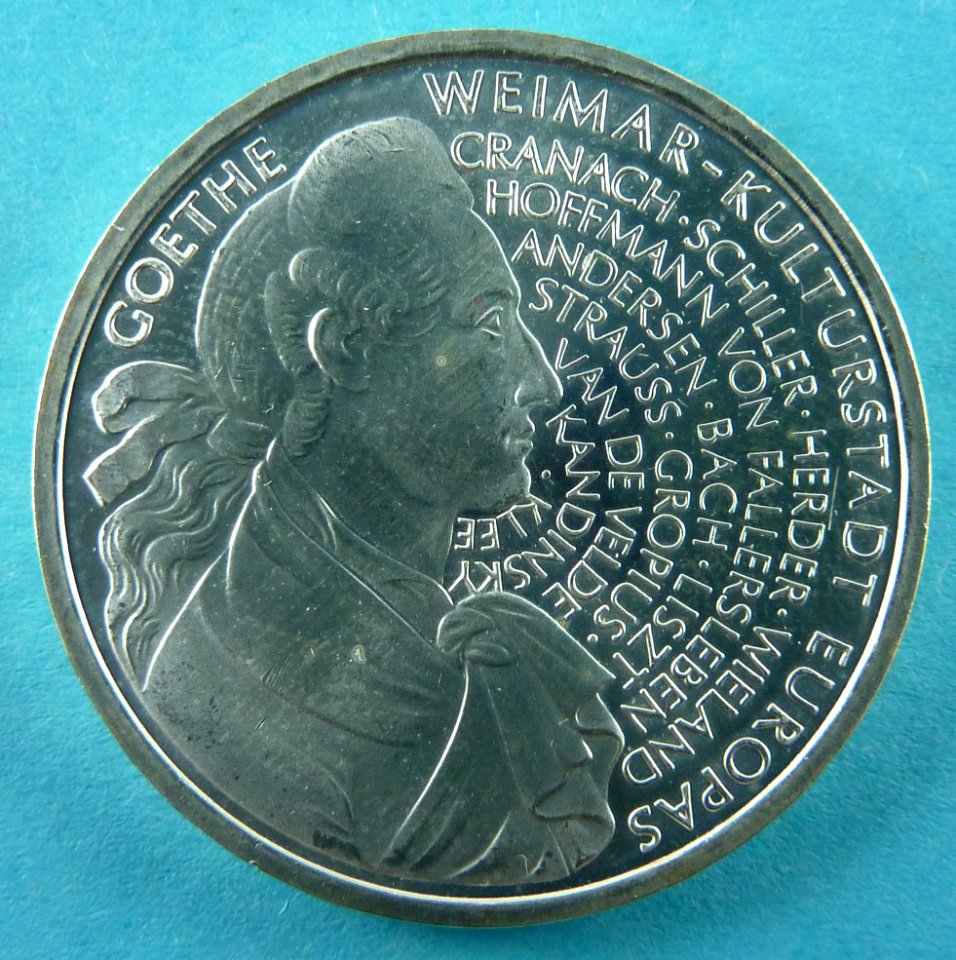 GOETHE
WEIMAR-KULTURSTADT EUROPAS
CRANACH · SCHILLER · HERDER · WIELAND
HOFFMANN VON FALLERSLEBEN
ANDERSEN · BACH · LISZT
STRAUSS · GROPIUS ·
VAN DE VELDE
KANDINSKY
KLEE